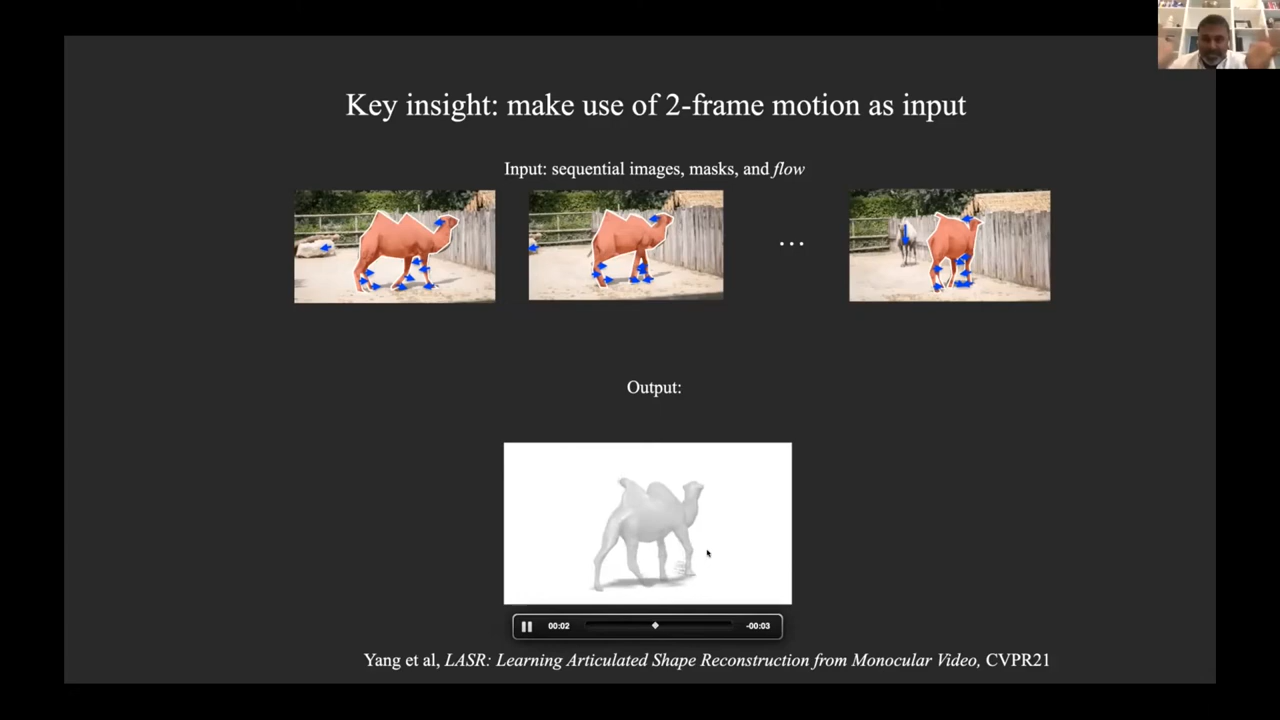 Key insight: make use of 2-frame motion as input
Input: sequential images, masks, and flow
...
Output:
00:02
-00:03
Yang et al, LASR: Learning Articulated Shape Reconstruction from Monocular Video, CVPR21